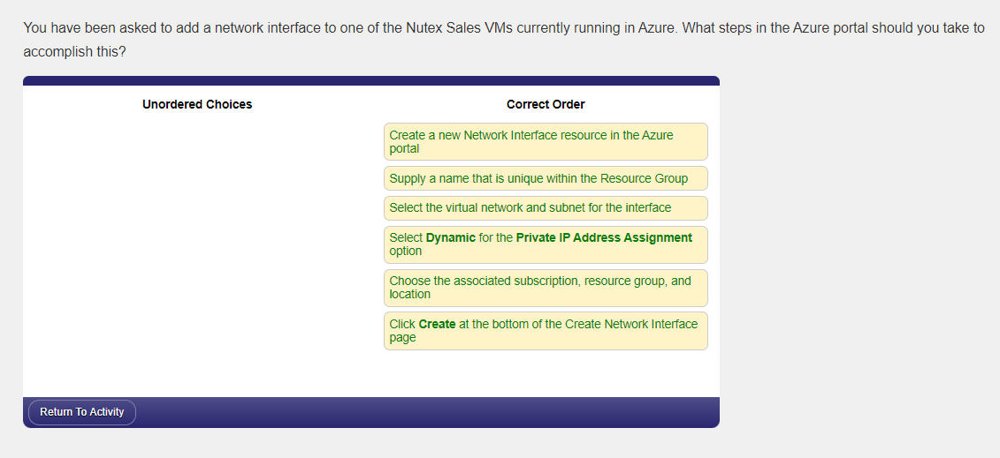 You have been asked to add a network interface to one of the Nutex Sales VMs currently running in Azure. What steps in the Azure portal should you take to
accomplish this?
Unordered Choices
Correct Order
Create a new Network Interface resource in the Azure
portal
Supply a name that is unique within the Resource Group
Select the virtual network and subnet for the interface
Select Dynamic for the Private IP Address Assignment
option
Choose the associated subscription, resource group, and
location
Click Create at the bottom of the Create Network Interface
page
Return To Activity